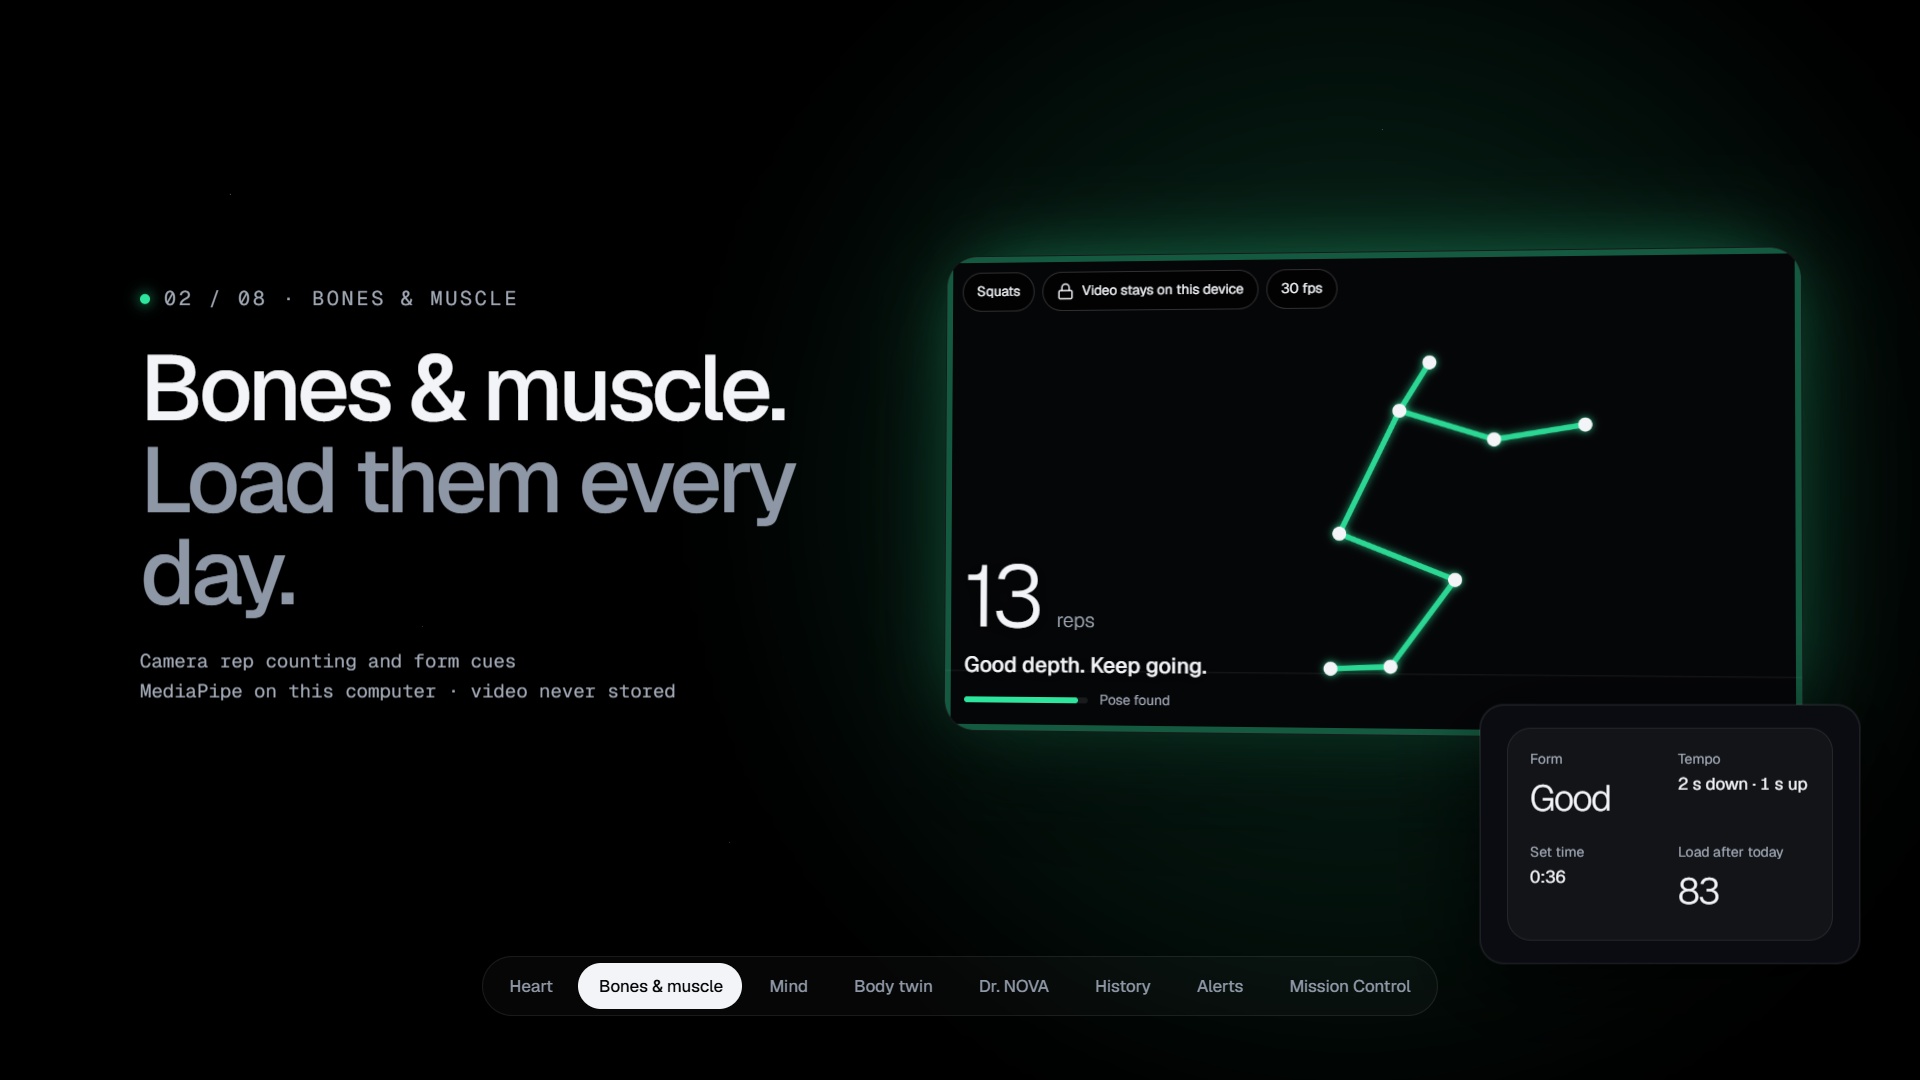 02 / 08 · BONES & MUSCLE
Bones & muscle.
Load them every
day.
Camera rep counting and form cues
MediaPipe on this computer · video never stored
Squats
Video stays on this device
30 fps
13 reps
Good depth. Keep going.
Pose found
Form
Good
Tempo
2 s down · 1 s up
Set time
0:36
Load after today
83
Heart
Bones & muscle
Mind
Body twin
Dr. NOVA
History
Alerts
Mission Control